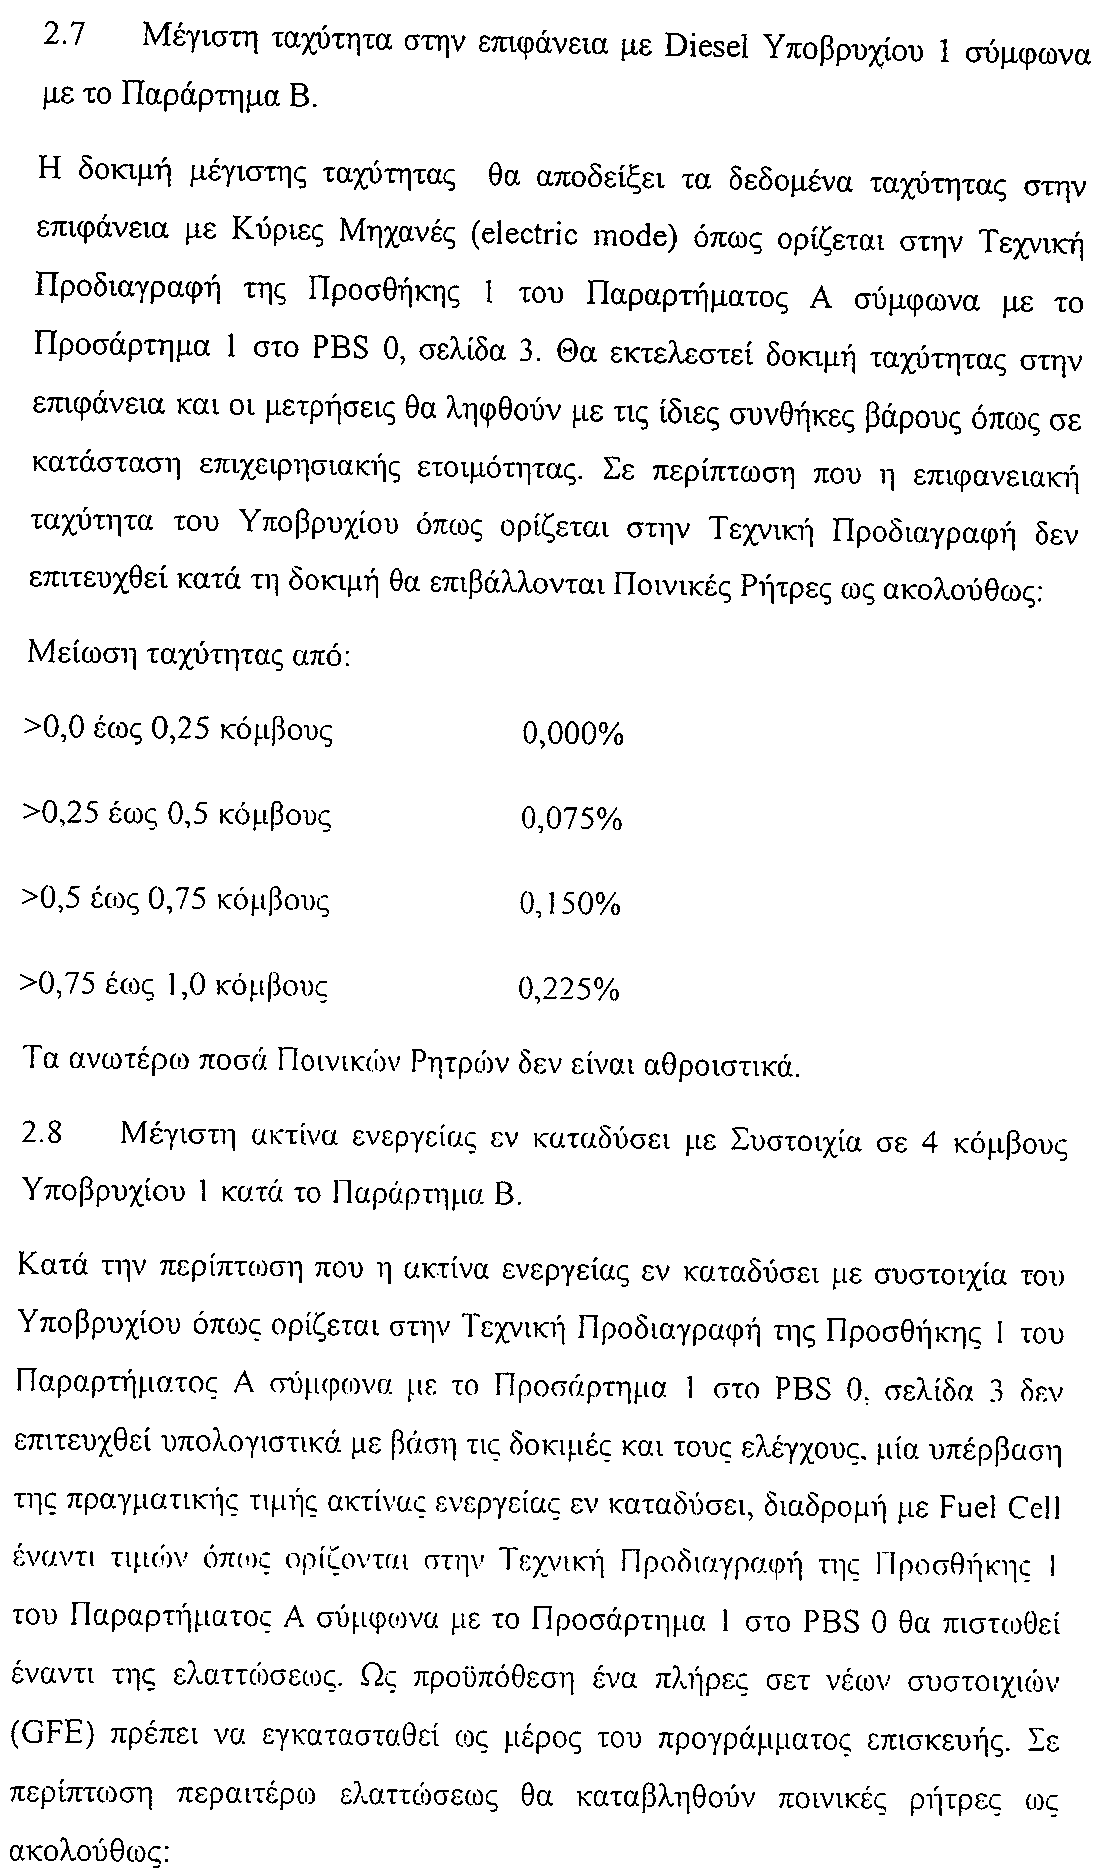 2.7 Μέγιστη ταχύτητα στην επιφάνεια με Diesel Υποβρυχίου 1 σύμφωνα
με το Παράρτημα Β.
Η δοκιμή μέγιστης ταχύτητας θα αποδείξει τα δεδομένα ταχύτητας στην
επιφάνεια με Κύριες Μηχανές (electric mode) όπως ορίζεται στην Τεχνική
Προδιαγραφή της Προσθήκης 1 του Παραρτήματος Α σύμφωνα με το
Προσάρτημα 1 στο PBS 0, σελίδα 3. Θα εκτελεστεί δοκιμή ταχύτητας στην
επιφάνεια και οι μετρήσεις θα ληφθούν με τις ίδιες συνθήκες βάρους όπως σε
κατάσταση επιχειρησιακής ετοιμότητας. Σε περίπτωση που η επιφανειακή
ταχύτητα του Υποβρυχίου όπως ορίζεται στην Τεχνική Προδιαγραφή δεν
επιτευχθεί κατά τη δοκιμή θα επιβάλλονται Ποινικές Ρήτρες ως ακολούθως:
Μείωση ταχύτητας από:
>0,0 έως 0,25 κόμβους 0,000%
>0,25 έως 0,5 κόμβους 0,075%
>0,5 έως 0,75 κόμβους 0,150%
>0,75 έως 1,0 κόμβους 0,225%
Τα ανωτέρω ποσά Ποινικών Ρητρών δεν είναι αθροιστικά.
2.8 Μέγιστη ακτίνα ενεργείας εν καταδύσει με Συστοιχία σε 4 κόμβους
Υποβρυχίου 1 κατά το Παράρτημα Β.
Κατά την περίπτωση που η ακτίνα ενεργείας εν καταδύσει με συστοιχία του
Υποβρυχίου όπως ορίζεται στην Τεχνική Προδιαγραφή της Προσθήκης 1 του
Παραρτήματος Α σύμφωνα με το Προσάρτημα 1 στο PBS 0, σελίδα 3 δεν
επιτευχθεί υπολογιστικά με βάση τις δοκιμές και τους ελέγχους, μία υπέρβαση
της πραγματικής τιμής ακτίνας ενεργείας εν καταδύσει, διαδρομή με Fuel Cell
έναντι τιμών όπως ορίζονται στην Τεχνική Προδιαγραφή της Προσθήκης 1
του Παραρτήματος Α σύμφωνα με το Προσάρτημα 1 στο PBS 0 θα πιστωθεί
έναντι της ελαττώσεως. Ως προϋπόθεση ένα πλήρες σετ νέων συστοιχιών
(GFE) πρέπει να εγκατασταθεί ως μέρος του προγράμματος επισκευής. Σε
περίπτωση περαιτέρω ελαττώσεως θα καταβληθούν ποινικές ρήτρες ως
ακολούθως: